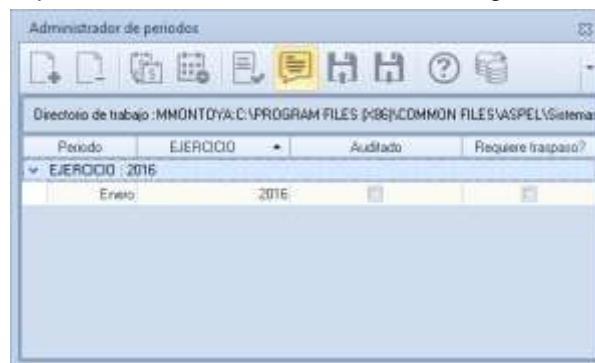 Administrador de periodos
Directorio de trabajo :MMONTOYA:C:\PROGRAM FILES (X86)\COMMON FILES\ASPEL\Sistemas
Periodo EJERCICIO Auditado Requiere traspaso?
EJERCICIO : 2016
Enero 2016